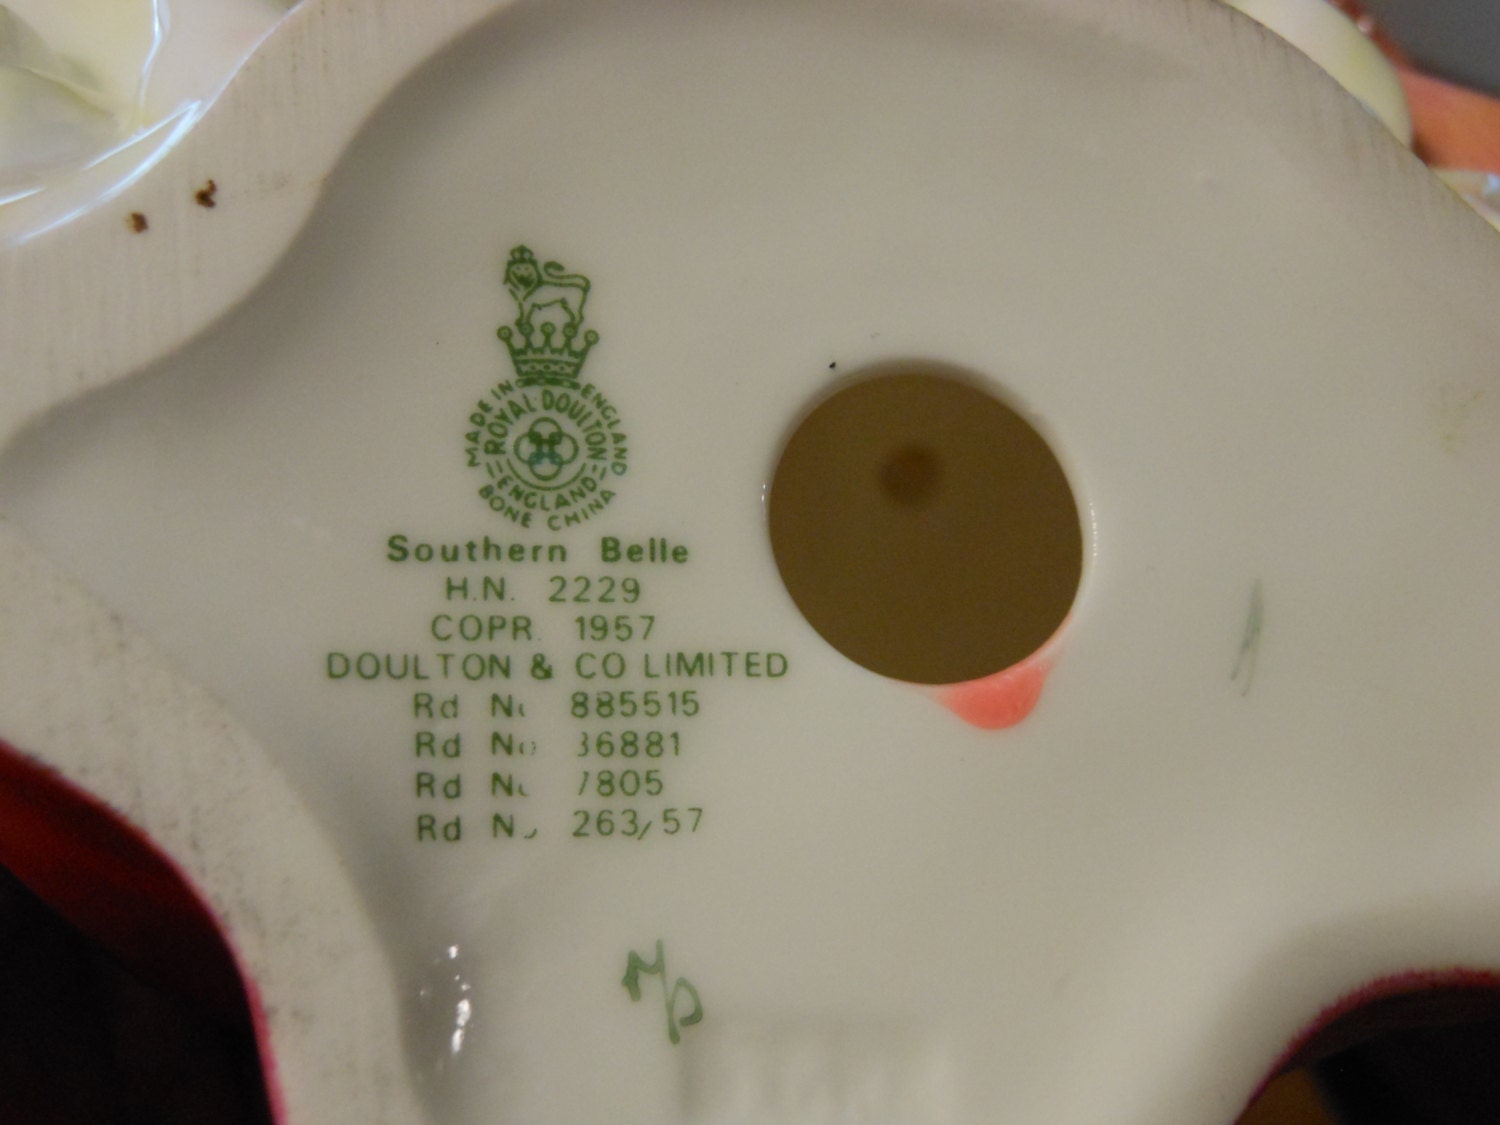 MADE IN ENGLAND
ROYAL DOULTON
ENGLAND
BONE CHINA
Southern Belle
H.N. 2229
COPR. 1957
DOULTON & CO LIMITED
Rd No 885515
Rd No 36881
Rd No 7805
Rd No 263/57